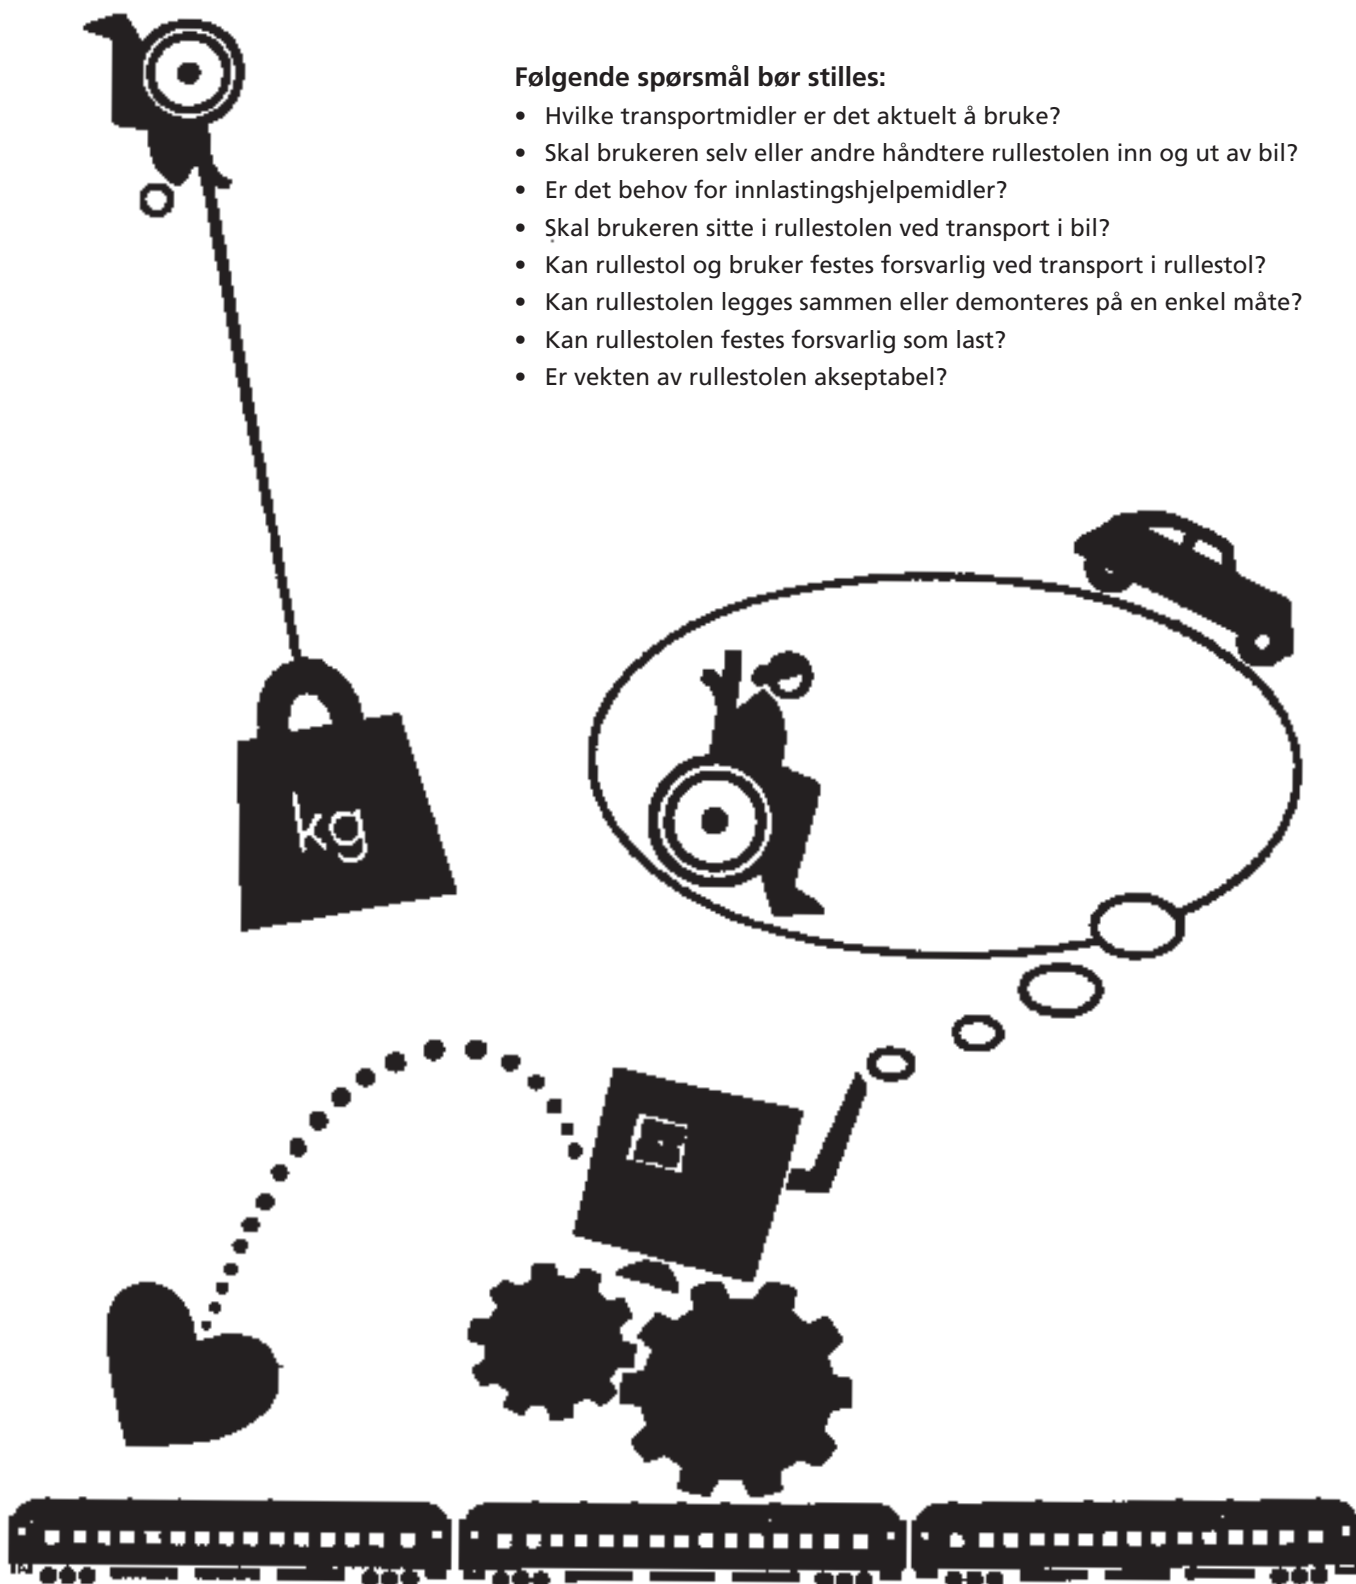 Følgende spørsmål bør stilles:
• Hvilke transportmidler er det aktuelt å bruke?
• Skal brukeren selv eller andre håndtere rullestolen inn og ut av bil?
• Er det behov for innlastingshjelpemidler?
• Skal brukeren sitte i rullestolen ved transport i bil?
• Kan rullestol og bruker festes forsvarlig ved transport i rullestol?
• Kan rullestolen legges sammen eller demonteres på en enkel måte?
• Kan rullestolen festes forsvarlig som last?
• Er vekten av rullestolen akseptabel?
kg